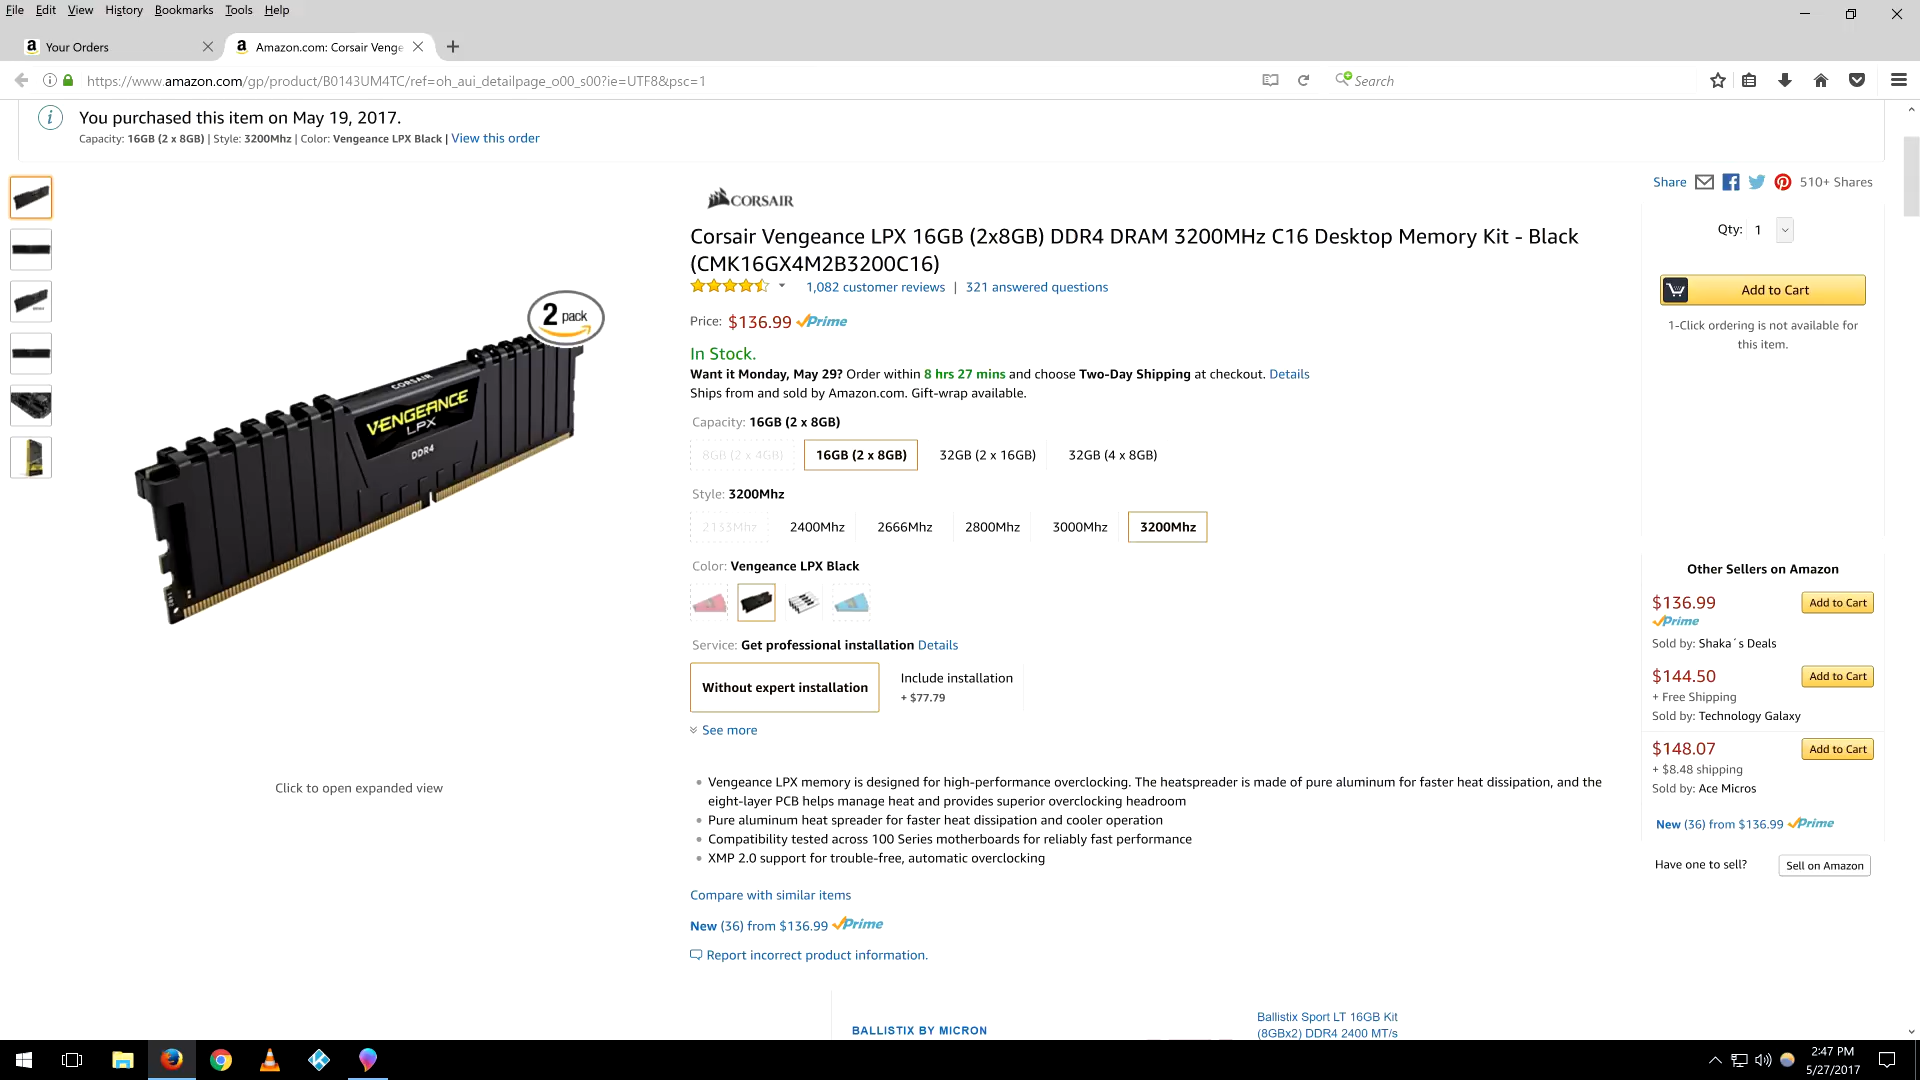 File Edit View History Bookmarks Tools Help
Your Orders
Amazon.com: Corsair Venge
https://www.amazon.com/gp/product/B0143UM4TC/ref=oh_aui_detailpage_o00_s00?ie=UTF8&psc=1
Search
You purchased this item on May 19, 2017.
Capacity: 16GB (2 x 8GB) | Style: 3200Mhz | Color: Vengeance LPX Black | View this order
Share 510+ Shares
CORSAIR
Corsair Vengeance LPX 16GB (2x8GB) DDR4 DRAM 3200MHz C16 Desktop Memory Kit - Black
(CMK16GX4M2B3200C16)
1,082 customer reviews | 321 answered questions
Price: $136.99 Prime
In Stock.
Want it Monday, May 29? Order within 8 hrs 27 mins and choose Two-Day Shipping at checkout. Details
Ships from and sold by Amazon.com. Gift-wrap available.
Capacity: 16GB (2 x 8GB)
8GB (2 x 4GB) 16GB (2 x 8GB) 32GB (2 x 16GB) 32GB (4 x 8GB)
Style: 3200Mhz
2133Mhz 2400Mhz 2666Mhz 2800Mhz 3000Mhz 3200Mhz
Color: Vengeance LPX Black
Service: Get professional installation Details
Without expert installation
Include installation
+ $77.79
See more
Vengeance LPX memory is designed for high-performance overclocking. The heatspreader is made of pure aluminum for faster heat dissipation, and the
eight-layer PCB helps manage heat and provides superior overclocking headroom
Pure aluminum heat spreader for faster heat dissipation and cooler operation
Compatibility tested across 100 Series motherboards for reliably fast performance
XMP 2.0 support for trouble-free, automatic overclocking
Compare with similar items
New (36) from $136.99 Prime
Report incorrect product information.
2 pack
CORSAIR
VENGEANCE
LPX
DDR4
Click to open expanded view
Qty: 1
Add to Cart
1-Click ordering is not available for
this item.
Other Sellers on Amazon
$136.99 Add to Cart
Prime
Sold by: Shaka´s Deals
$144.50 Add to Cart
+ Free Shipping
Sold by: Technology Galaxy
$148.07 Add to Cart
+ $8.48 shipping
Sold by: Ace Micros
New (36) from $136.99 Prime
Have one to sell? Sell on Amazon
BALLISTIX BY MICRON
Ballistix Sport LT 16GB Kit
(8GBx2) DDR4 2400 MT/s
2:47 PM
5/27/2017